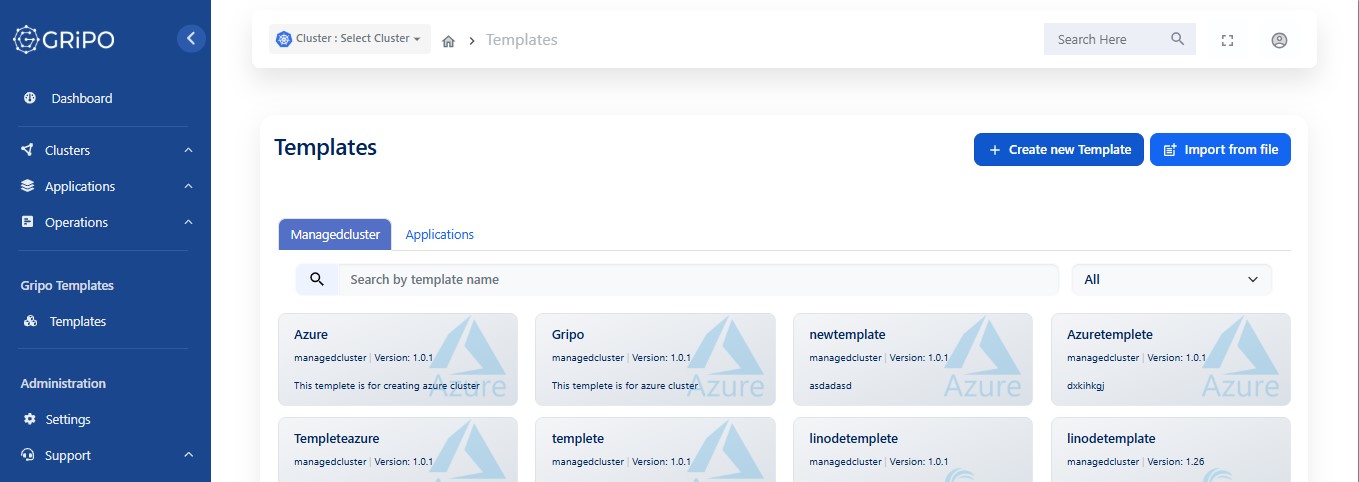 GRiPO
Dashboard
Clusters
Applications
Operations
Gripo Templates
Templates
Administration
Settings
Support
Cluster : Select Cluster
Templates
Search Here
Templates
Create new Template
Import from file
Managedcluster
Applications
Search by template name
All
Azure
managedcluster | Version: 1.0.1
This templete is for creating azure cluster
Azure
Gripo
managedcluster | Version: 1.0.1
This templete is for azure cluster
Azure
newtemplate
managedcluster | Version: 1.0.1
asdadasd
Azure
Azuretemplete
managedcluster | Version: 1.0.1
dxkihkgj
Azure
Templeteazure
managedcluster | Version: 1.0.1
templete
managedcluster | Version: 1.0.1
linodetemplete
managedcluster | Version: 1.0.1
linodetemplate
managedcluster | Version: 1.26